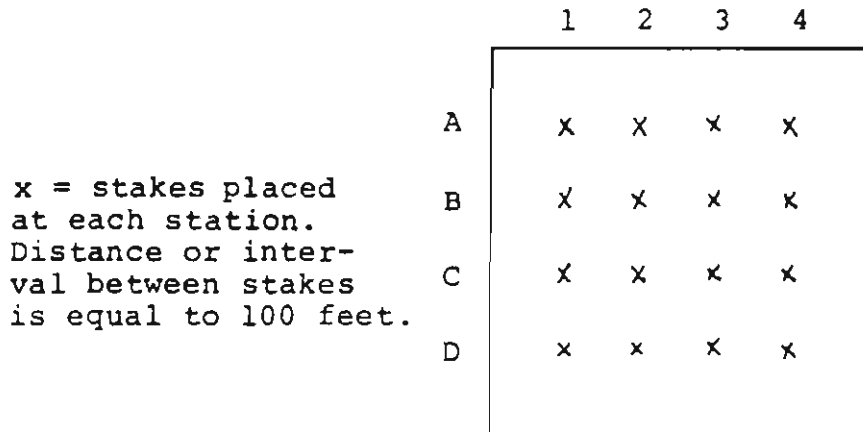 1 2 3 4
A x x x x
x = stakes placed
at each station.
B x x x x
Distance or inter-
val between stakes
C x x x x
is equal to 100 feet.
D x x x x